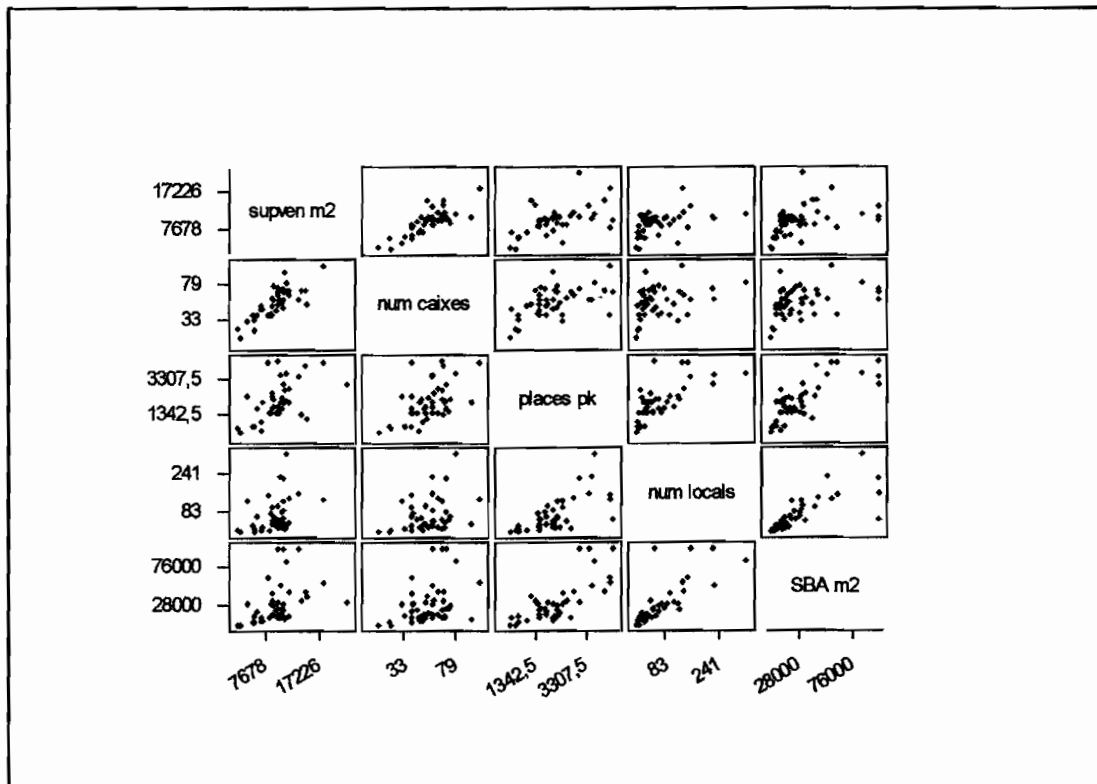 17226
7678
supven m2
79
33
num caixes
3307,5
1342,5
places pk
241
83
num locals
76000
28000
SBA m2
7678 17226 33 79 1342,5 3307,5 83 241 28000 76000